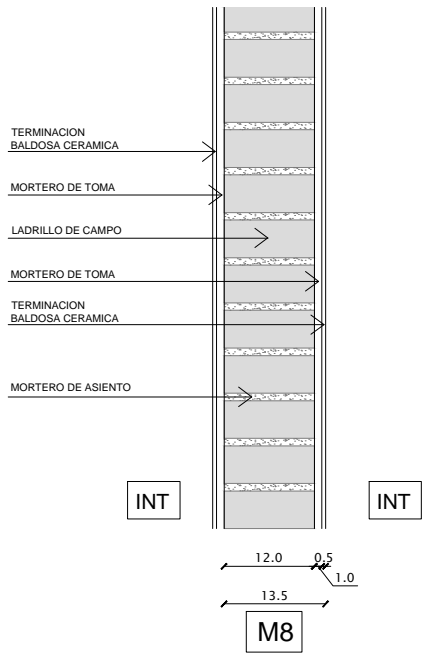 TERMINACION
BALDOSA CERAMICA
MORTERO DE TOMA
LADRILLO DE CAMPO
MORTERO DE TOMA
TERMINACION
BALDOSA CERAMICA
MORTERO DE ASIENTO
INT
INT
12.0
0.5
1.0
13.5
M8